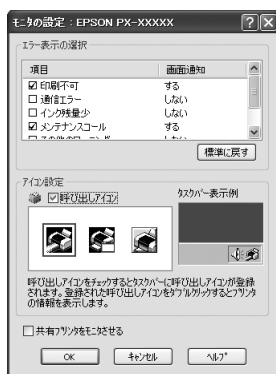 モニタの設定 : EPSON PX-XXXXX
エラー表示の選択
項目 画面通知
印刷不可 する
通信エラー しない
インク残量少 しない
メンテナンスコール する
標準に戻す
アイコン設定
呼び出しアイコン
タスクバー表示例
呼び出しアイコンをチェックするとタスクバーに呼び出しアイコンが登録
されます。登録された呼び出しアイコンをダブルクリックするとプリンタ
の情報を表示します。
共有プリンタをモニタさせる
OK キャンセル ヘルプ